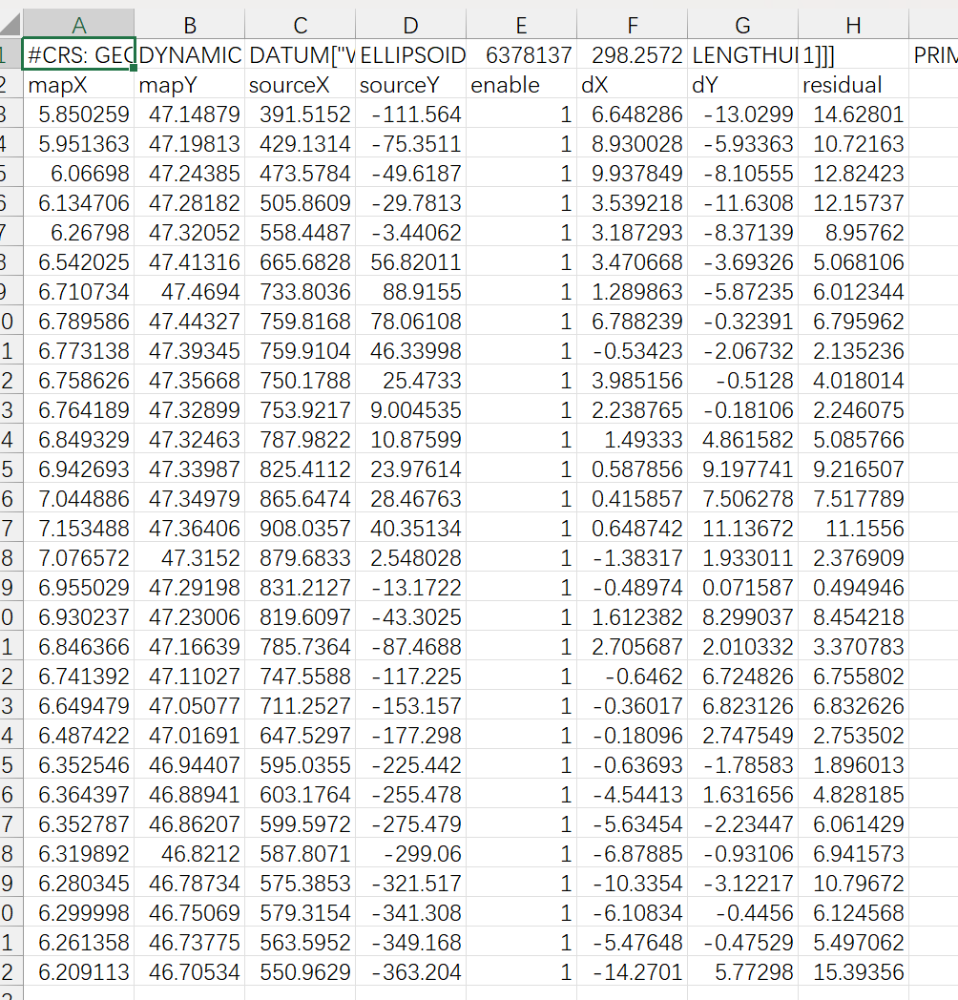 A B C D E F G H
1 #CRS: GEO DYNAMIC DATUM["W ELLIPSOID 6378137 298.2572 LENGTHUI 1]]] PRIM
2 mapX mapY sourceX sourceY enable dX dY residual
3 5.850259 47.14879 391.5152 -111.564 1 6.648286 -13.0299 14.62801
4 5.951363 47.19813 429.1314 -75.3511 1 8.930028 -5.93363 10.72163
5 6.06698 47.24385 473.5784 -49.6187 1 9.937849 -8.10555 12.82423
6 6.134706 47.28182 505.8609 -29.7813 1 3.539218 -11.6308 12.15737
7 6.26798 47.32052 558.4487 -3.44062 1 3.187293 -8.37139 8.95762
8 6.542025 47.41316 665.6828 56.82011 1 3.470668 -3.69326 5.068106
9 6.710734 47.4694 733.8036 88.9155 1 1.289863 -5.87235 6.012344
0 6.789586 47.44327 759.8168 78.06108 1 6.788239 -0.32391 6.795962
1 6.773138 47.39345 759.9104 46.33998 1 -0.53423 -2.06732 2.135236
2 6.758626 47.35668 750.1788 25.4733 1 3.985156 -0.5128 4.018014
3 6.764189 47.32899 753.9217 9.004535 1 2.238765 -0.18106 2.246075
4 6.849329 47.32463 787.9822 10.87599 1 1.49333 4.861582 5.085766
5 6.942693 47.33987 825.4112 23.97614 1 0.587856 9.197741 9.216507
6 7.044886 47.34979 865.6474 28.46763 1 0.415857 7.506278 7.517789
7 7.153488 47.36406 908.0357 40.35134 1 0.648742 11.13672 11.1556
8 7.076572 47.3152 879.6833 2.548028 1 -1.38317 1.933011 2.376909
9 6.955029 47.29198 831.2127 -13.1722 1 -0.48974 0.071587 0.494946
0 6.930237 47.23006 819.6097 -43.3025 1 1.612382 8.299037 8.454218
1 6.846366 47.16639 785.7364 -87.4688 1 2.705687 2.010332 3.370783
2 6.741392 47.11027 747.5588 -117.225 1 -0.6462 6.724826 6.755802
3 6.649479 47.05077 711.2527 -153.157 1 -0.36017 6.823126 6.832626
4 6.487422 47.01691 647.5297 -177.298 1 -0.18096 2.747549 2.753502
5 6.352546 46.94407 595.0355 -225.442 1 -0.63693 -1.78583 1.896013
6 6.364397 46.88941 603.1764 -255.478 1 -4.54413 1.631656 4.828185
7 6.352787 46.86207 599.5972 -275.479 1 -5.63454 -2.23447 6.061429
8 6.319892 46.8212 587.8071 -299.06 1 -6.87885 -0.93106 6.941573
9 6.280345 46.78734 575.3853 -321.517 1 -10.3354 -3.12217 10.79672
0 6.299998 46.75069 579.3154 -341.308 1 -6.10834 -0.4456 6.124568
1 6.261358 46.73775 563.5952 -349.168 1 -5.47648 -0.47529 5.497062
2 6.209113 46.70534 550.9629 -363.204 1 -14.2701 5.77298 15.39356